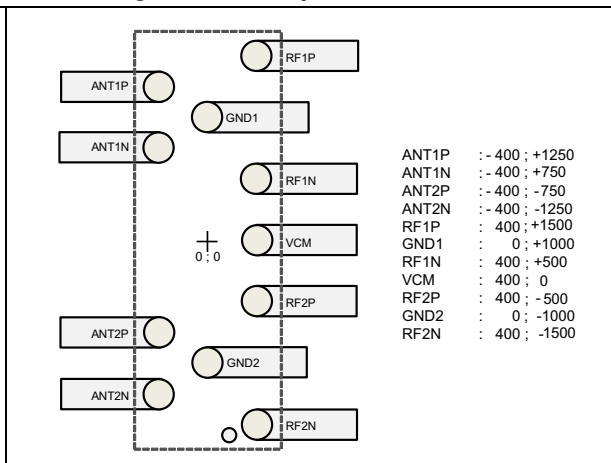 RF1P
ANT1P
GND1
ANT1N
RF1N
VCM
0 ; 0
RF2P
ANT2P
GND2
ANT2N
RF2N
ANT1P :- 400 ; +1250
ANT1N :- 400 ; +750
ANT2P :- 400 ; -750
ANT2N :- 400 ; -1250
RF1P : 400 ; +1500
GND1 : 0 ; +1000
RF1N : 400 ; +500
VCM : 400 ; 0
RF2P : 400 ; - 500
GND2 : 0 ; -1000
RF2N : 400 ; -1500